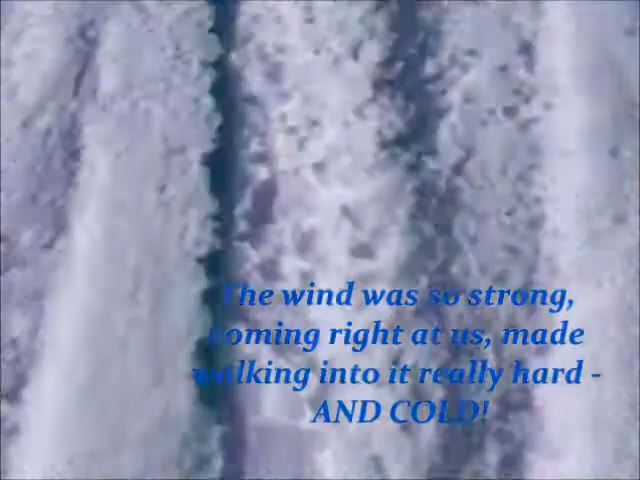 The wind was so strong,
coming right at us, made
walking into it really hard -
AND COLD!